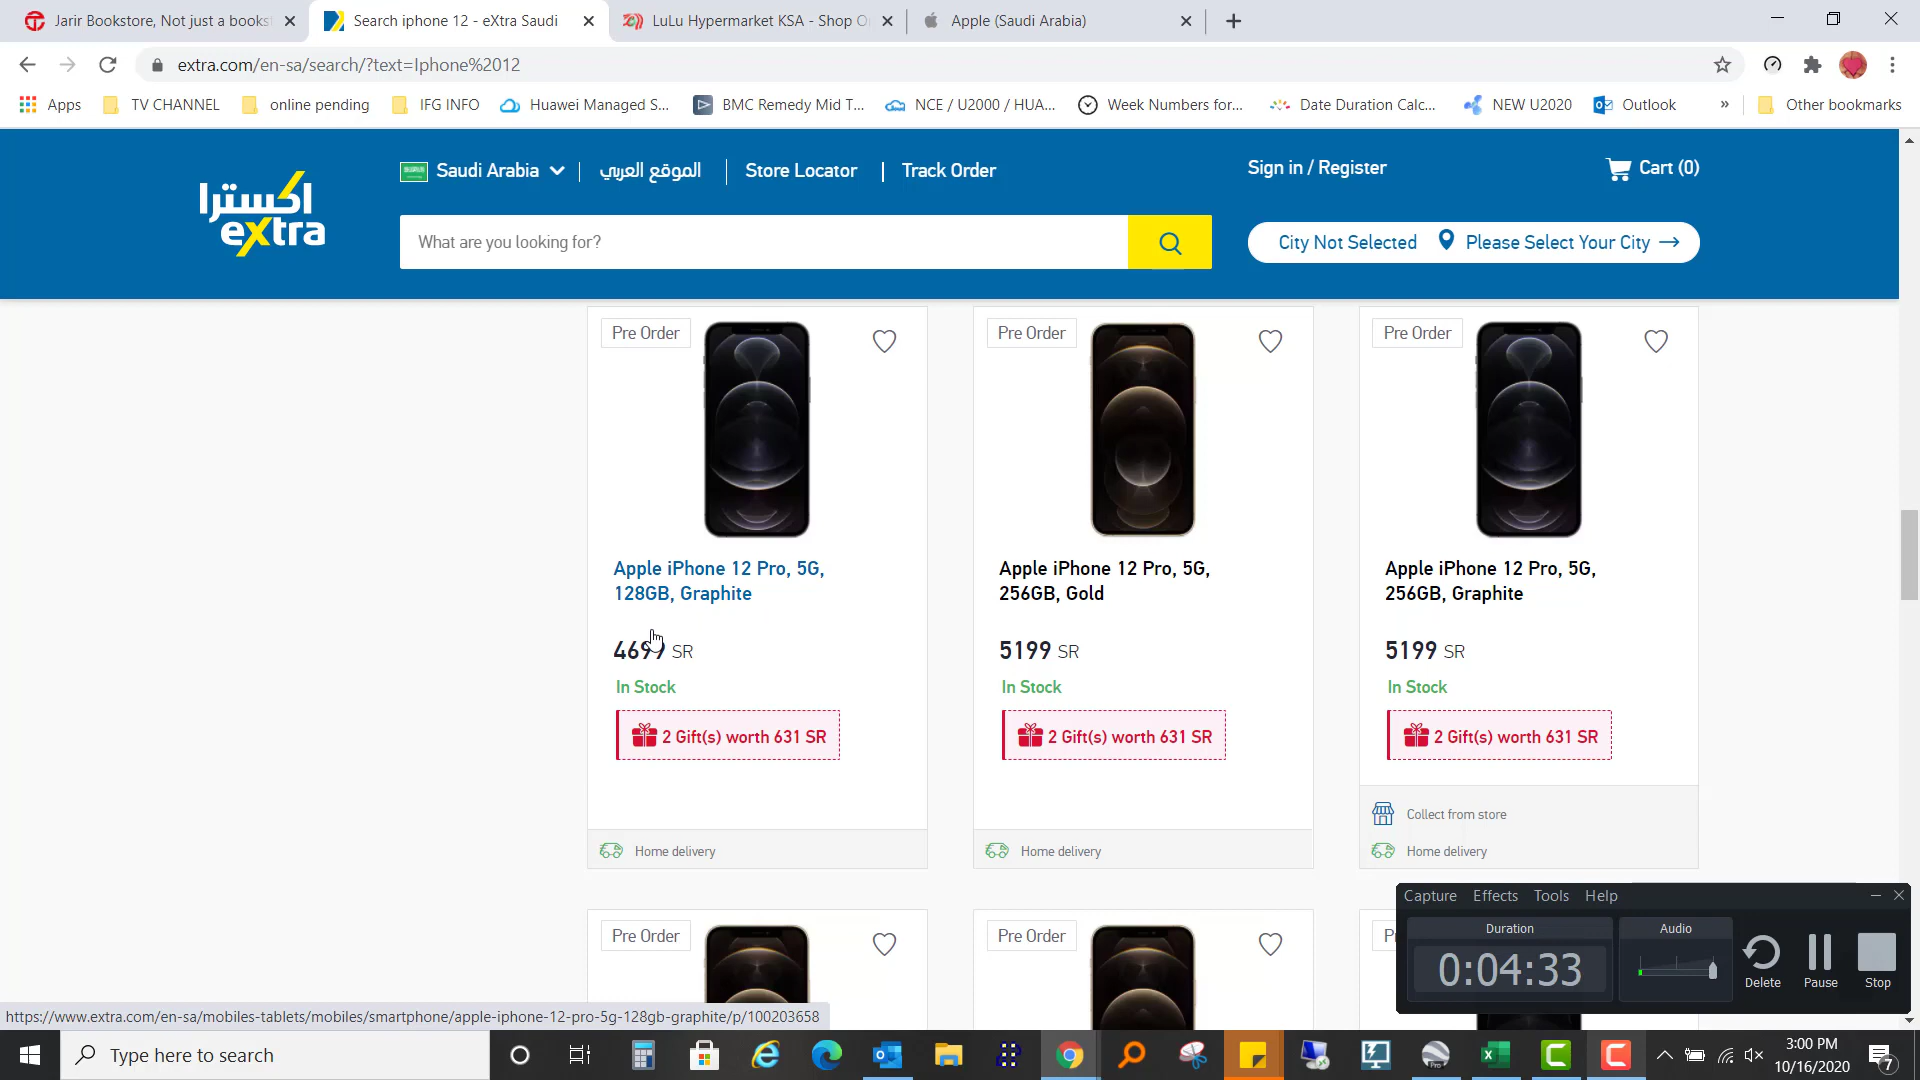 Jarir Bookstore, Not just a books
Search iphone 12 - eXtra Saudi
LuLu Hypermarket KSA - Shop O
Apple (Saudi Arabia)
extra.com/en-sa/search/?text=Iphone%2012
Apps
TV CHANNEL
online pending
IFG INFO
Huawei Managed S...
BMC Remedy Mid T...
NCE / U2000 / HUA...
Week Numbers for...
Date Duration Calc...
NEW U2020
Outlook
»
Other bookmarks
اكسترا
extra
Saudi Arabia
الموقع العربي
Store Locator
Track Order
Sign in / Register
Cart (0)
What are you looking for?
City Not Selected
Please Select Your City
Pre Order
Apple iPhone 12 Pro, 5G,
128GB, Graphite
4699 SR
In Stock
2 Gift(s) worth 631 SR
Home delivery
Pre Order
Apple iPhone 12 Pro, 5G,
256GB, Gold
5199 SR
In Stock
2 Gift(s) worth 631 SR
Home delivery
Pre Order
Apple iPhone 12 Pro, 5G,
256GB, Graphite
5199 SR
In Stock
2 Gift(s) worth 631 SR
Collect from store
Home delivery
Pre Order
Pre Order
Capture
Effects
Tools
Help
Duration
0:04:33
Audio
Delete
Pause
Stop
https://www.extra.com/en-sa/mobiles-tablets/mobiles/smartphone/apple-iphone-12-pro-5g-128gb-graphite/p/100203658
Type here to search
3:00 PM
10/16/2020
7